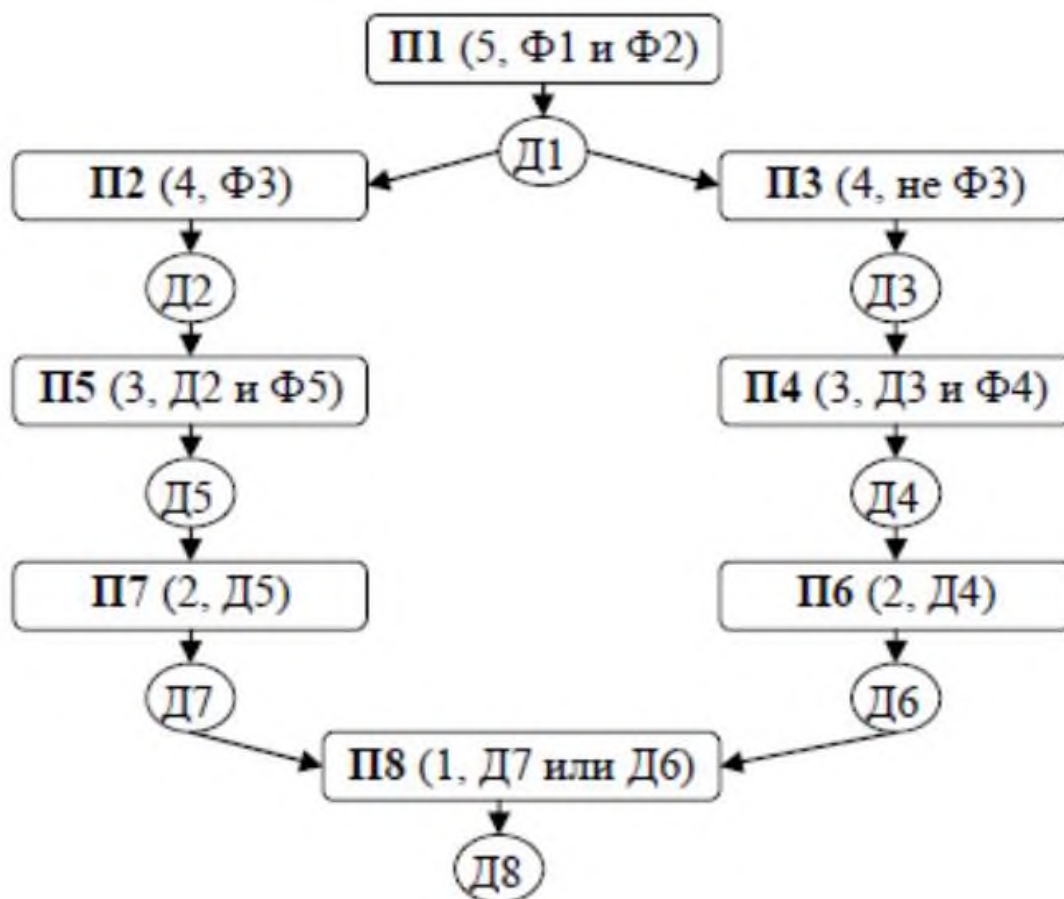 П1 (5, Ф1 и Ф2)
Д1
П2 (4, Ф3)
П3 (4, не Ф3)
Д2
Д3
П5 (3, Д2 и Ф5)
П4 (3, Д3 и Ф4)
Д5
Д4
П7 (2, Д5)
П6 (2, Д4)
Д7
Д6
П8 (1, Д7 или Д6)
Д8